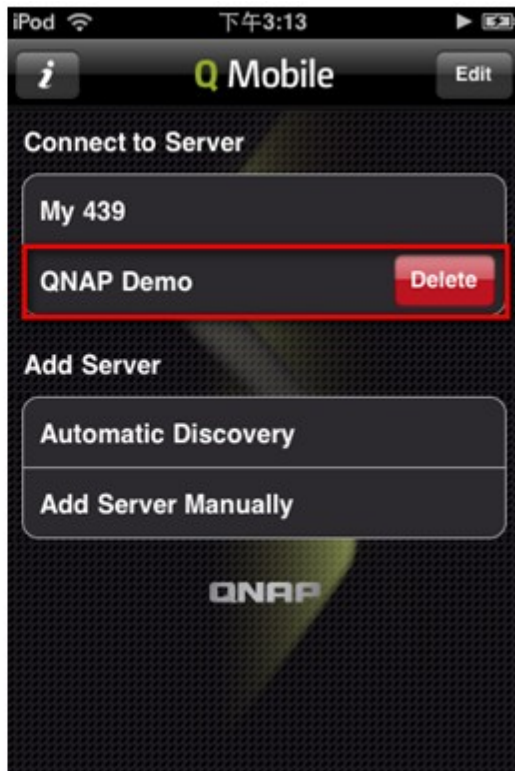 iPod 下午3:13
i Q Mobile Edit
Connect to Server
My 439
QNAP Demo Delete
Add Server
Automatic Discovery
Add Server Manually
QNAP